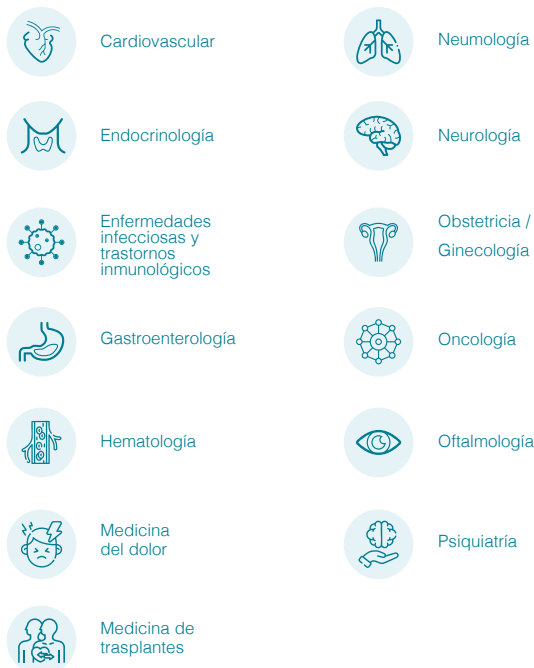 Cardiovascular
Endocrinología
Enfermedades
infecciosas y
trastornos
inmunológicos
Gastroenterología
Hematología
Medicina
del dolor
Medicina de
trasplantes
Neumología
Neurología
Obstetricia /
Ginecología
Oncología
Oftalmología
Psiquiatría